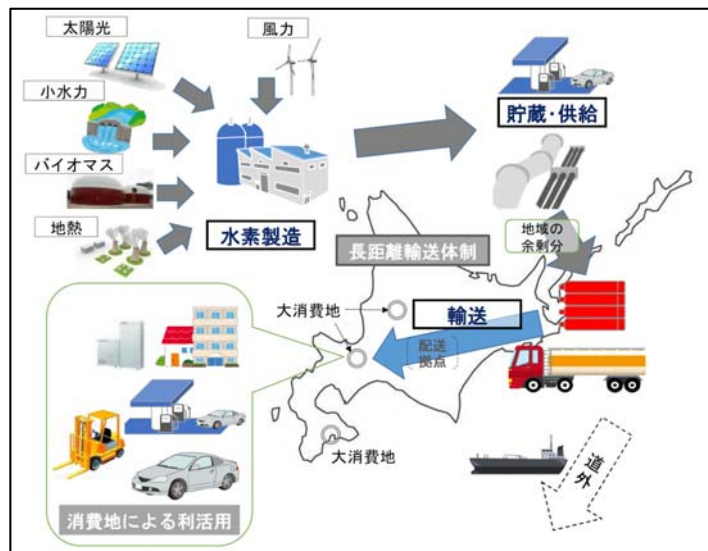 太陽光
風力
小水力
バイオマス
地熱
水素製造
貯蔵・供給
地域の
余剰分
長距離輸送体制
大消費地
輸送
配送
拠点
大消費地
道外
消費地による利活用